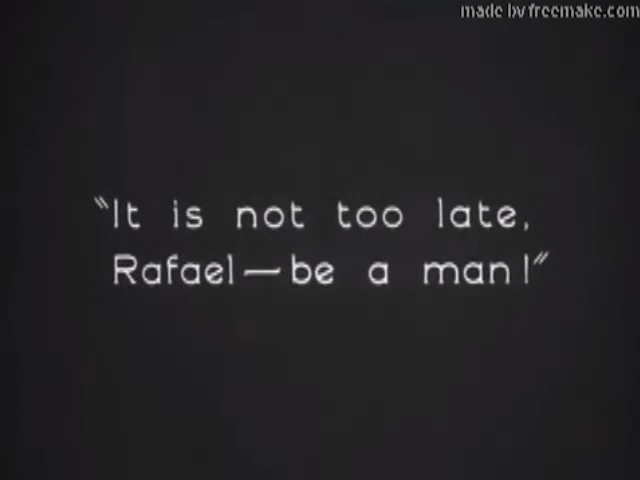 made by freemake.com
"It is not too late,
Rafael—be a man!"